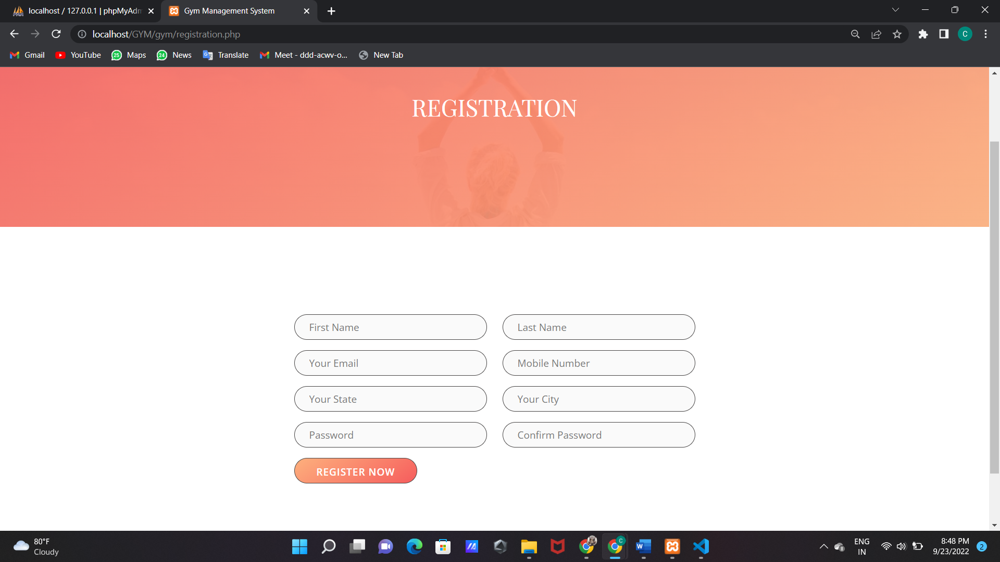 localhost / 127.0.0.1 | phpMyAdm
Gym Management System
localhost/GYM/gym/registration.php
C
Gmail
YouTube
25
Maps
24
News
Translate
Meet - ddd-acwv-o...
New Tab
REGISTRATION
First Name
Last Name
Your Email
Mobile Number
Your State
Your City
Password
Confirm Password
REGISTER NOW
80°F
Cloudy
C
ENG
IN
8:48 PM
9/23/2022
2